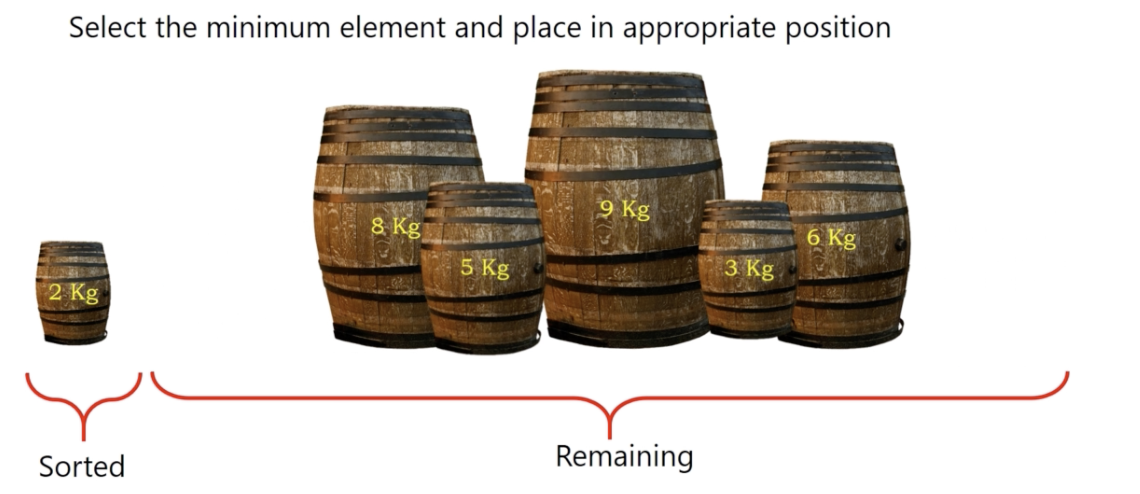 Select the minimum element and place in appropriate position
8 Kg
5 Kg
9 Kg
3 Kg
6 Kg
2 Kg
Sorted
Remaining